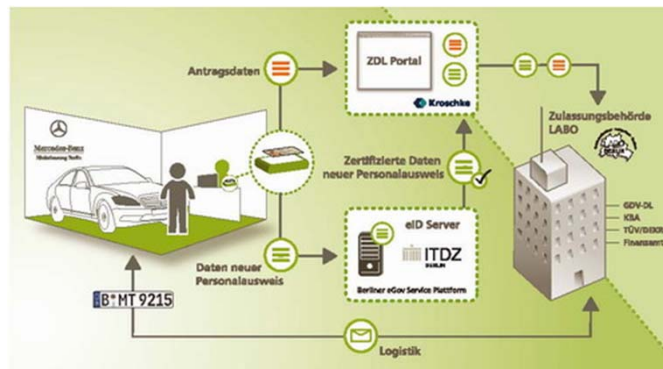 Antragsdaten
ZDL Portal
Kroschke
Zulassungsbehörde
LABO
Mercedes-Benz
Zertifizierte Daten
neuer Personalausweis
GDV-DL
KBA
TÜV/DEKRA
Finanzamt
eID Server
ITDZ
BERLIN
Berliner eGov Service Plattform
Daten neuer
Personalausweis
B MT 9215
Logistik